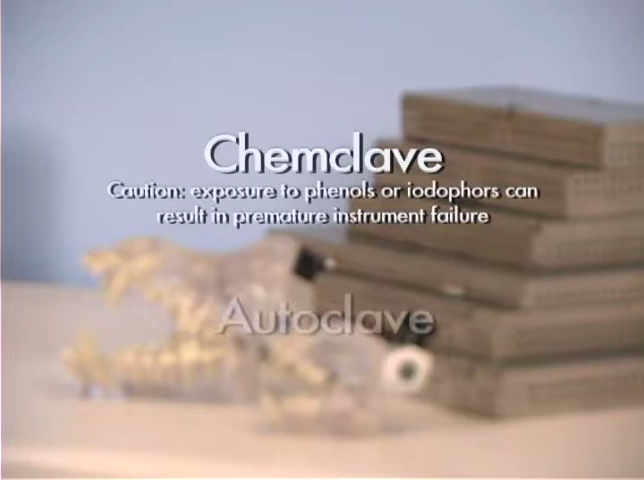 Chemclave
Caution: exposure to phenols or iodophors can
result in premature instrument failure
Autoclave